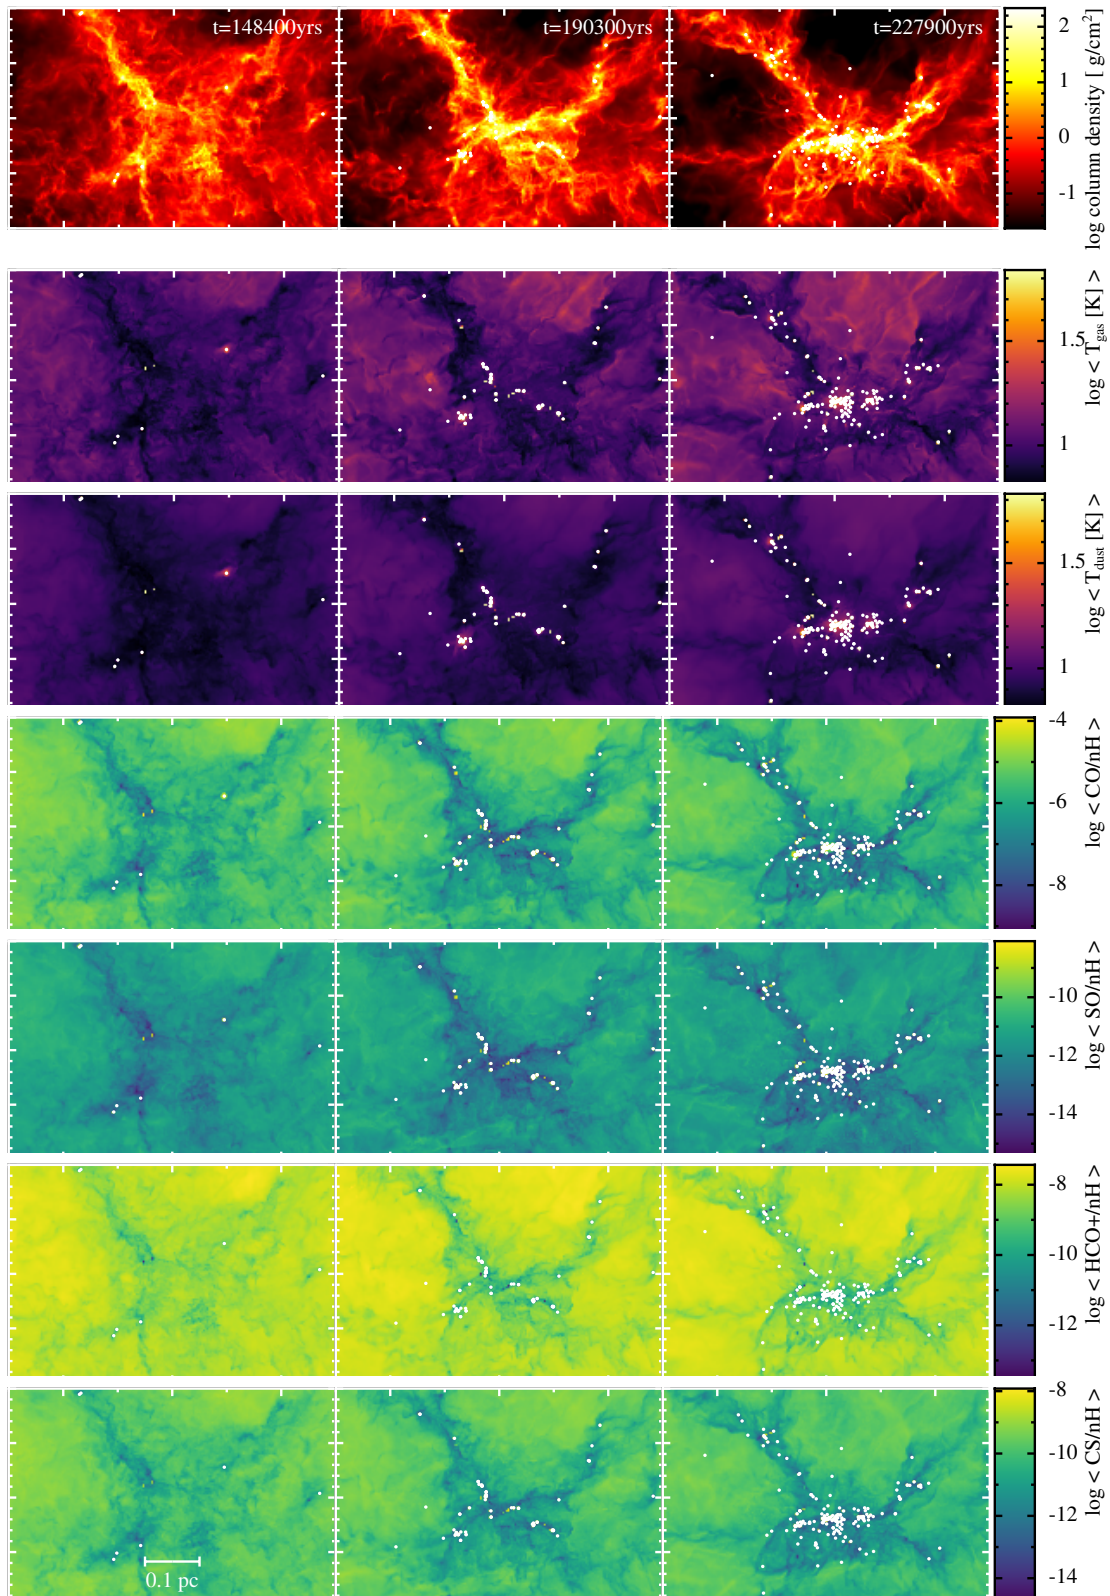 t=148400yrs
t=190300yrs
t=227900yrs
2
1
0
-1
log column density [ g/cm²]
1.5
1
log < T_gas [K] >
1.5
1
log < T_dust [K] >
-4
-6
-8
log < CO/nH >
-10
-12
-14
log < SO/nH >
-8
-10
-12
log < HCO+/nH >
-8
-10
-12
-14
log < CS/nH >
0.1 pc